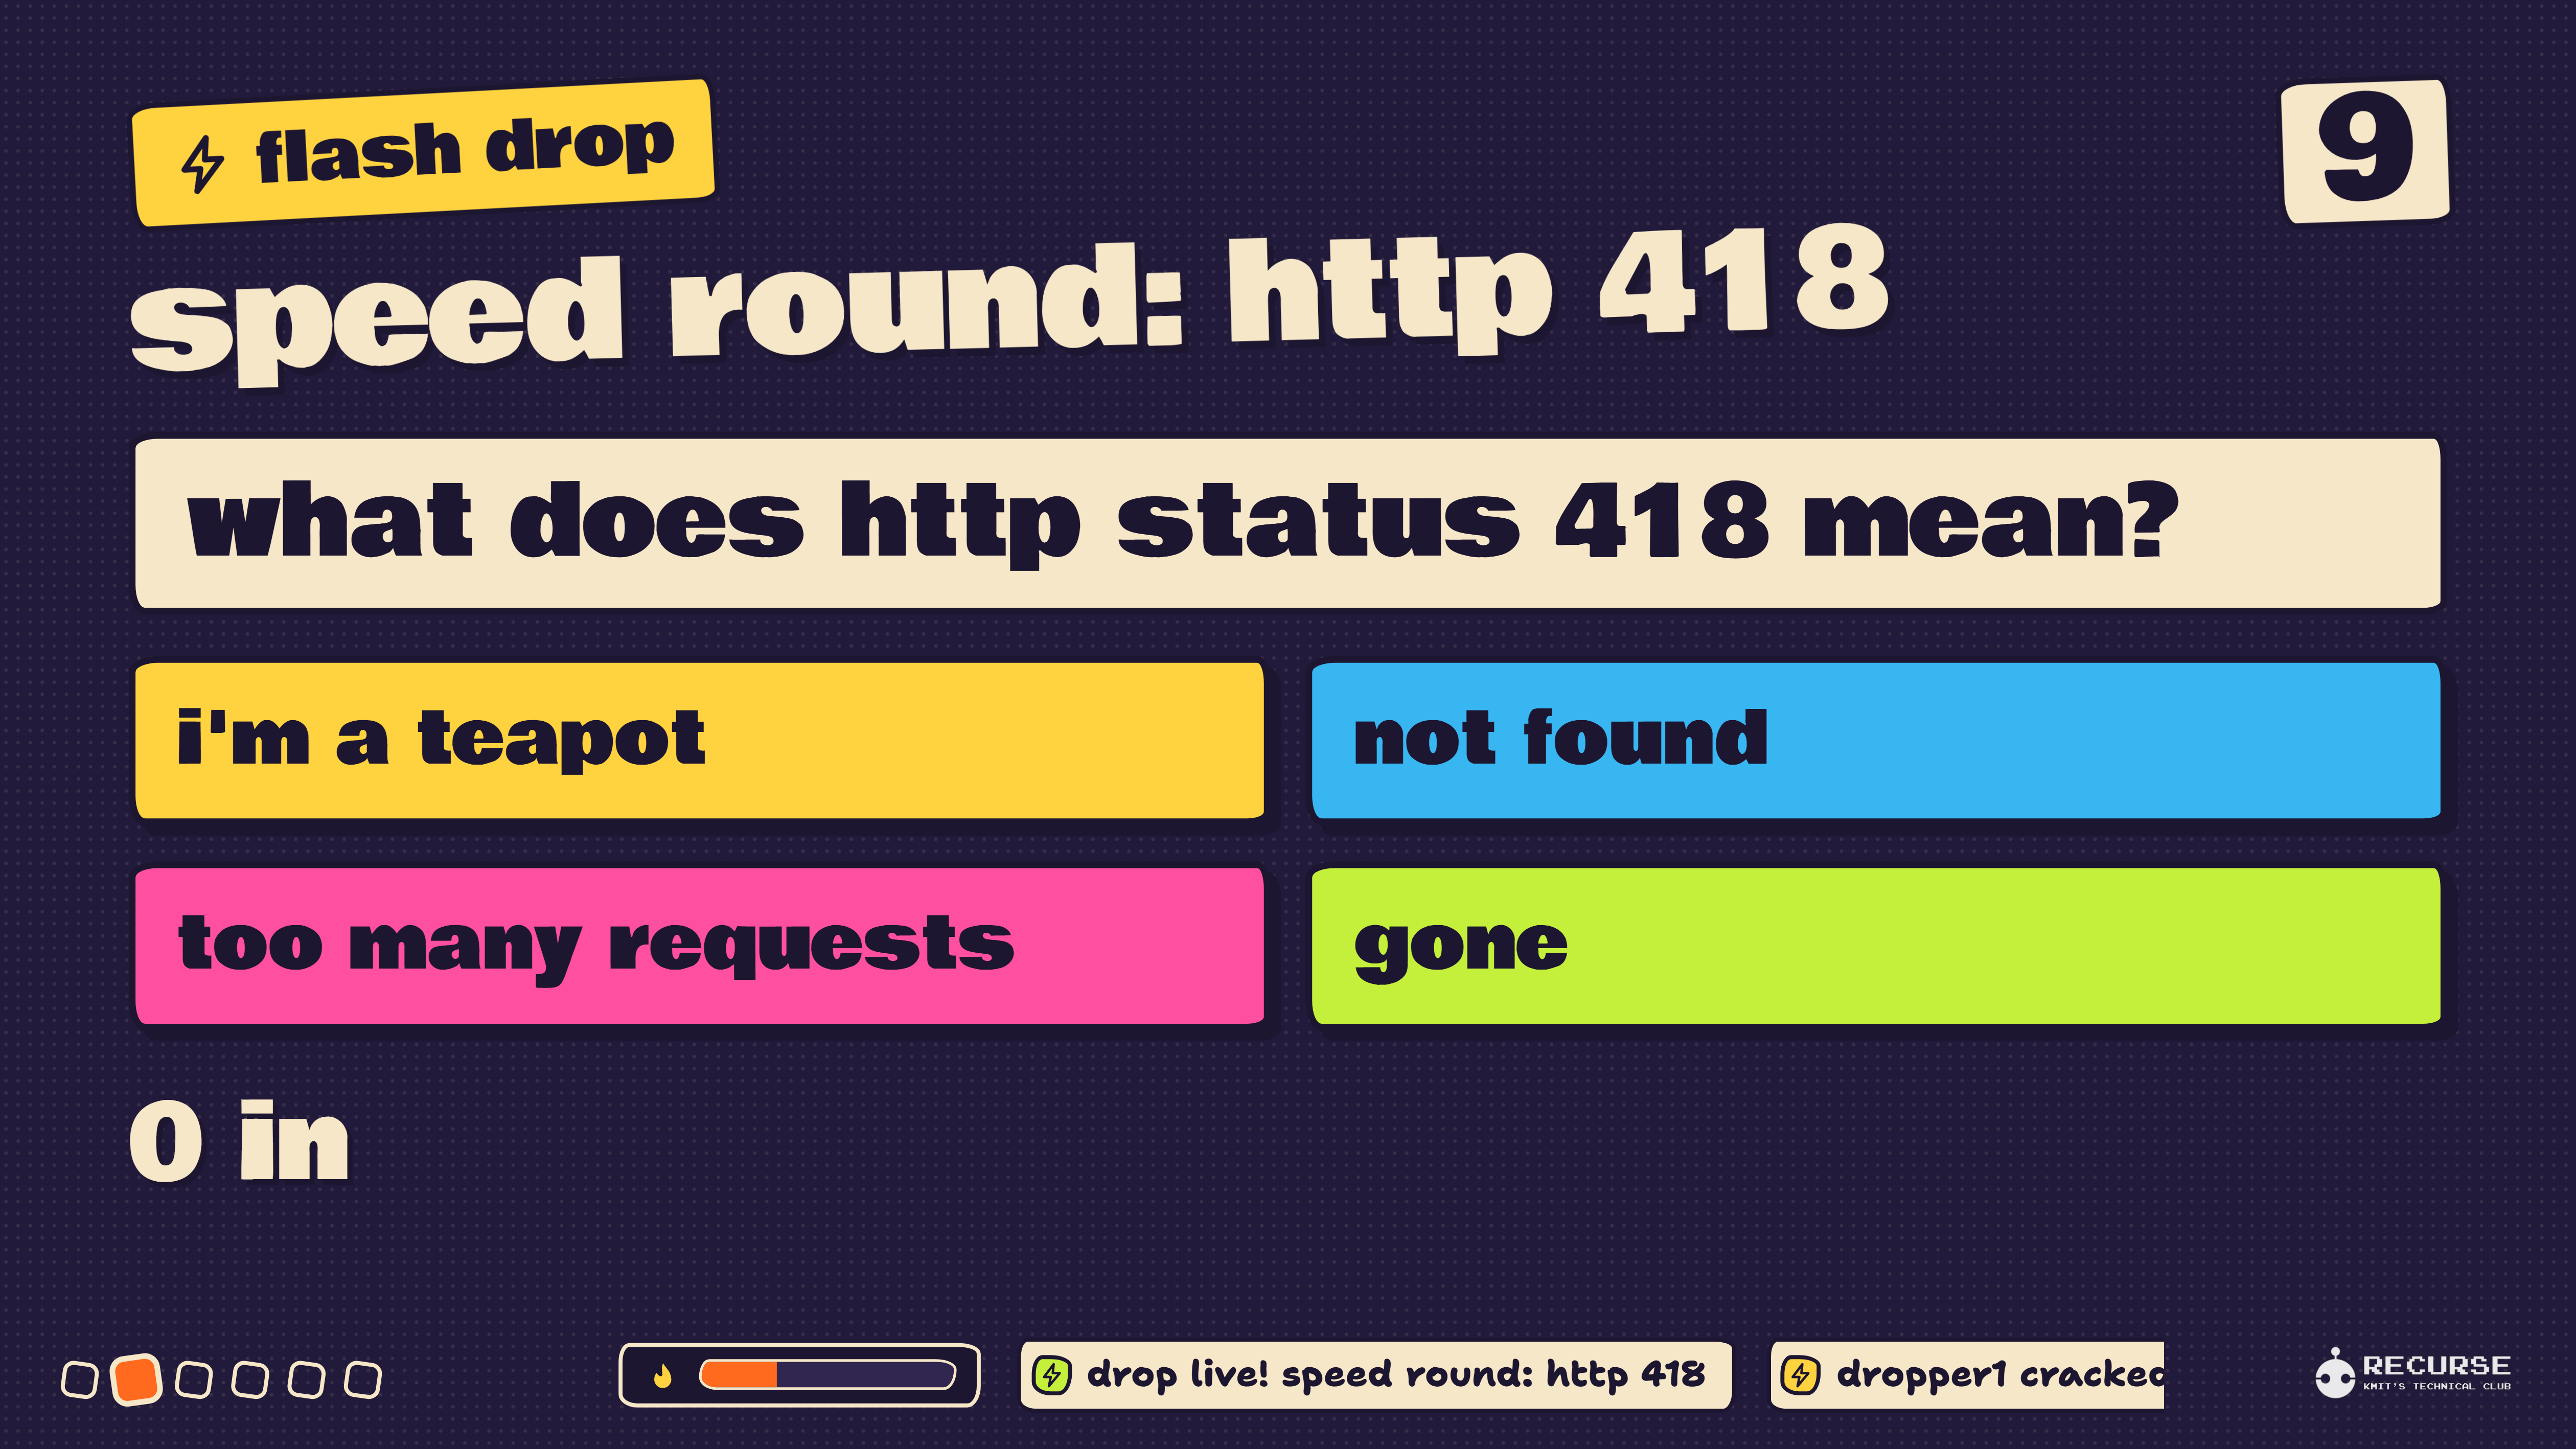 flash drop
9
speed round: http 418
what does http status 418 mean?
i'm a teapot
not found
too many requests
gone
0 in
drop live! speed round: http 418
dropper1 cracked
RECURSE
KMIT'S TECHNICAL CLUB